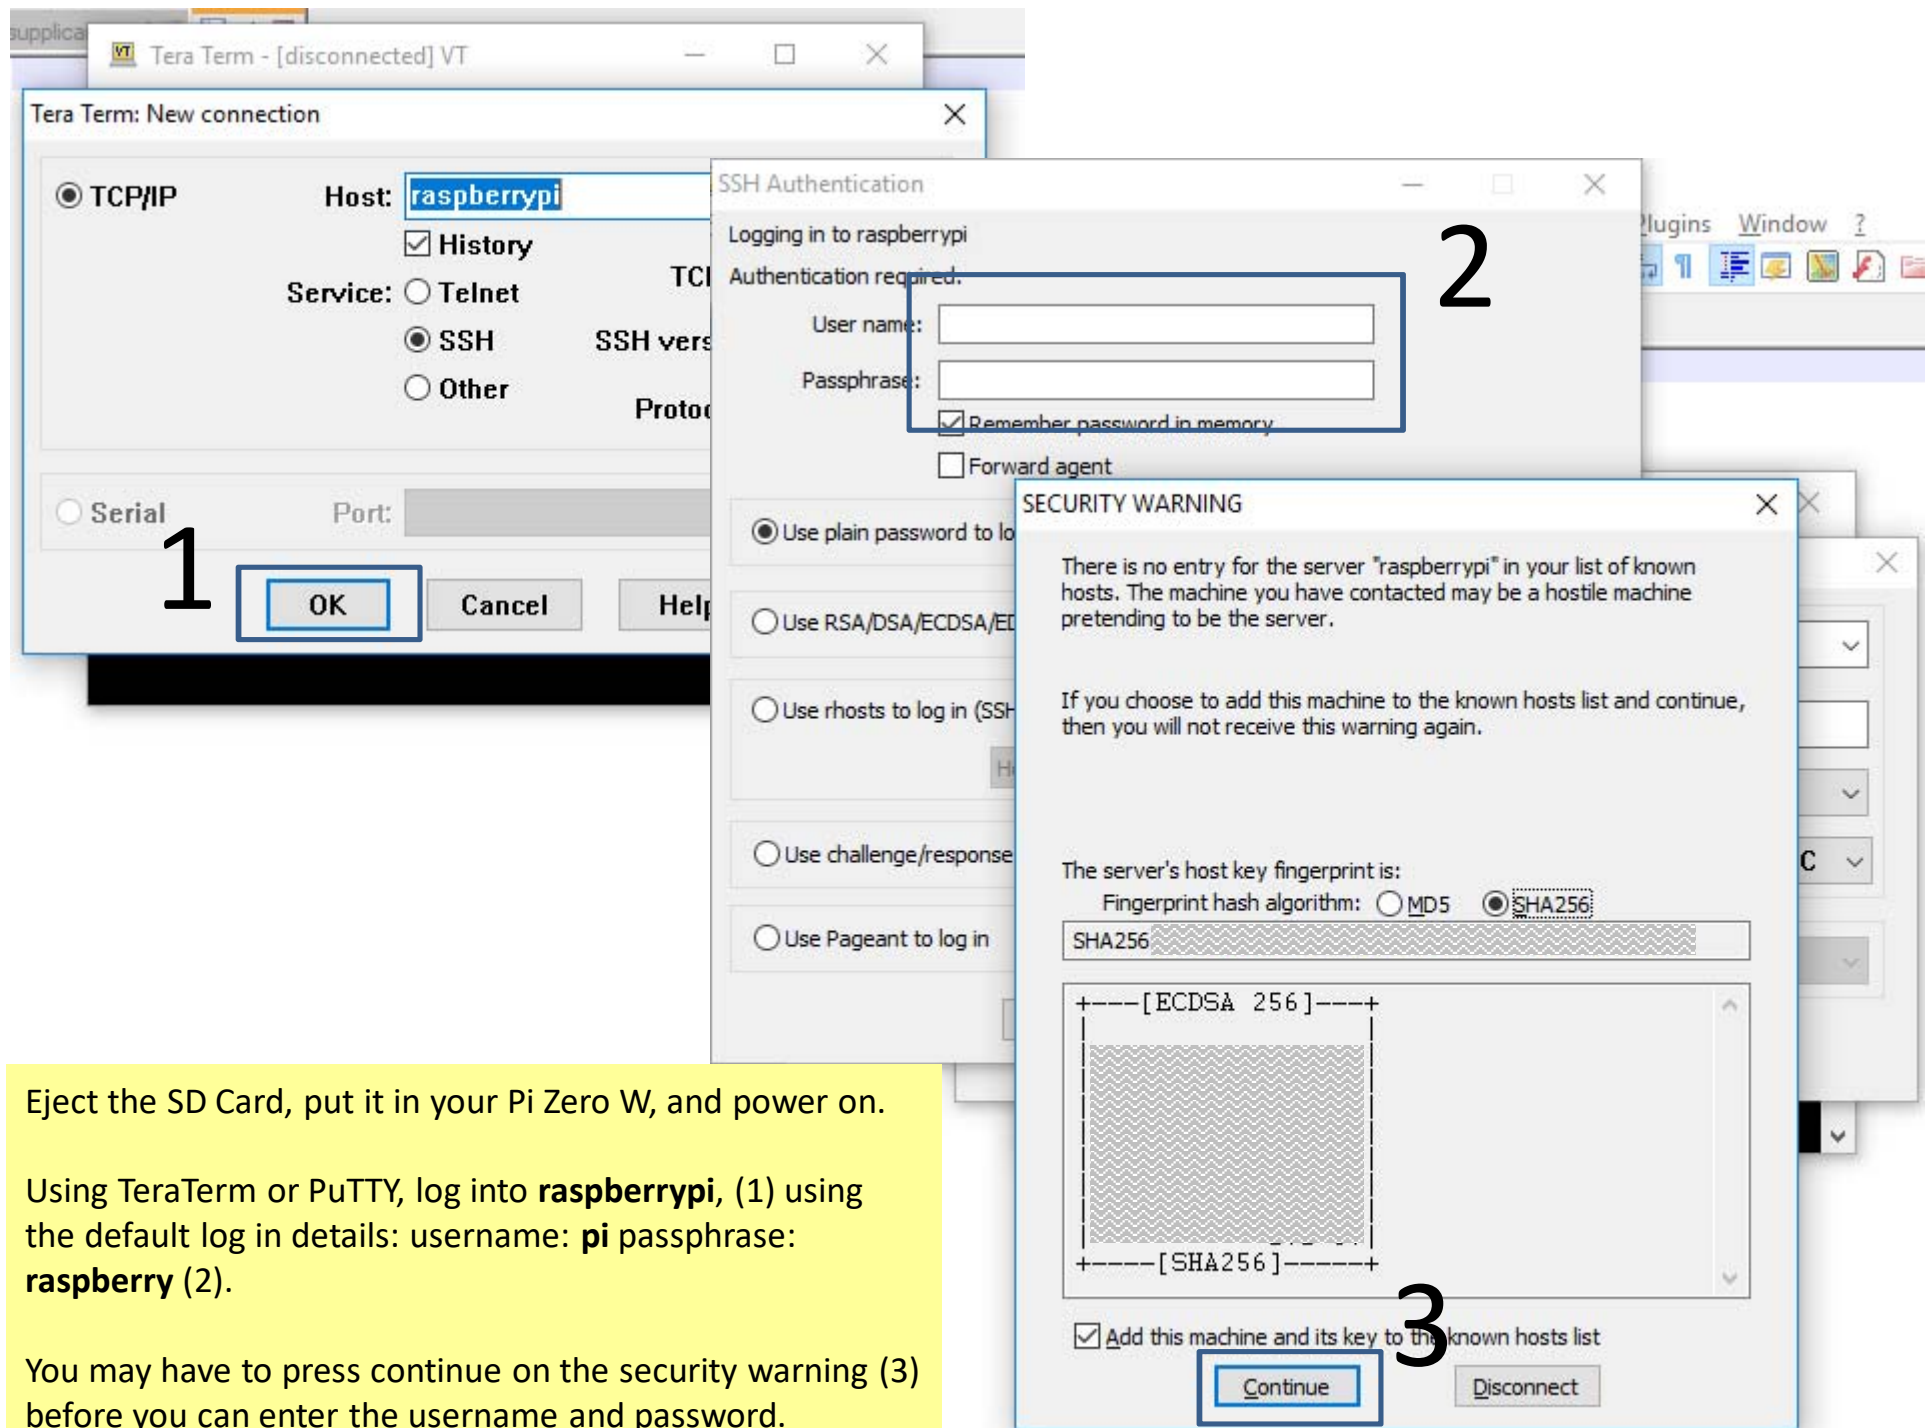 Tera Term - [disconnected] VT
Tera Term: New connection
TCP/IP
Host: raspberrypi
History
Service: Telnet
SSH
Other
Serial
Port:
1
OK
Cancel
SSH Authentication
Logging in to raspberrypi
Authentication required.
2
User name:
Passphrase:
Remember password in memory
Forward agent
Use plain password to
Use
Use rhosts to log in
Use challenge/response
Use Pageant to log in
Window ?
SECURITY WARNING
There is no entry for the server "raspberrypi" in your list of known
hosts. The machine you have contacted may be a hostile machine
pretending to be the server.
If you choose to add this machine to the known hosts list and continue,
then you will not receive this warning again.
The server's host key fingerprint is:
Fingerprint hash algorithm: MD5 SHA256
SHA256
+---[ECDSA 256]---+
+----[SHA256]-----+
3
Add this machine and its key to the known hosts list
Continue
Disconnect
Eject the SD Card, put it in your Pi Zero W, and power on.
Using TeraTerm or PuTTY, log into raspberrypi, (1) using
the default log in details: username: pi passphrase:
raspberry (2).
You may have to press continue on the security warning (3)
before you can enter the username and password.